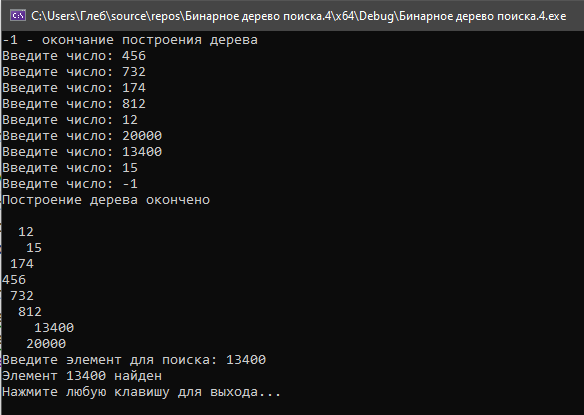 C:\Users\Глеб\source\repos\Бинарное дерево поиска.4\x64\Debug\Бинарное дерево поиска.4.exe
-1 - окончание построения дерева
Введите число: 456
Введите число: 732
Введите число: 174
Введите число: 812
Введите число: 12
Введите число: 20000
Введите число: 13400
Введите число: 15
Введите число: -1
Построение дерева окончено
12
15
174
456
732
812
13400
20000
Введите элемент для поиска: 13400
Элемент 13400 найден
Нажмите любую клавишу для выхода...